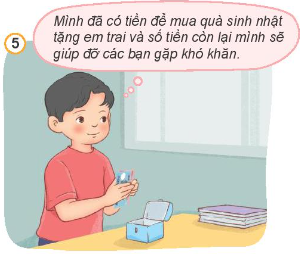 Mình đã có tiền để mua quà sinh nhật
tặng em trai và số tiền còn lại mình sẽ
giúp đỡ các bạn gặp khó khăn.
5